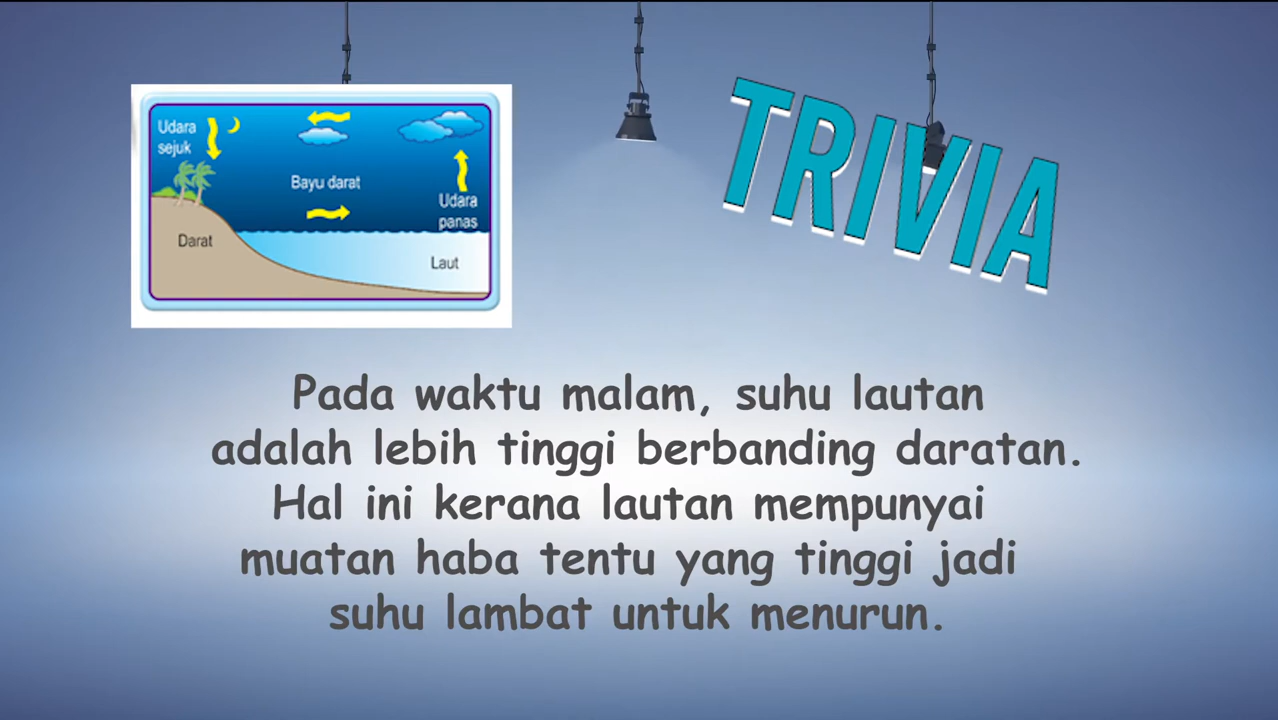 TRIVIA
Udara
sejuk
Bayu darat
Udara
panas
Darat
Laut
Pada waktu malam, suhu lautan
adalah lebih tinggi berbanding daratan.
Hal ini kerana lautan mempunyai
muatan haba tentu yang tinggi jadi
suhu lambat untuk menurun.